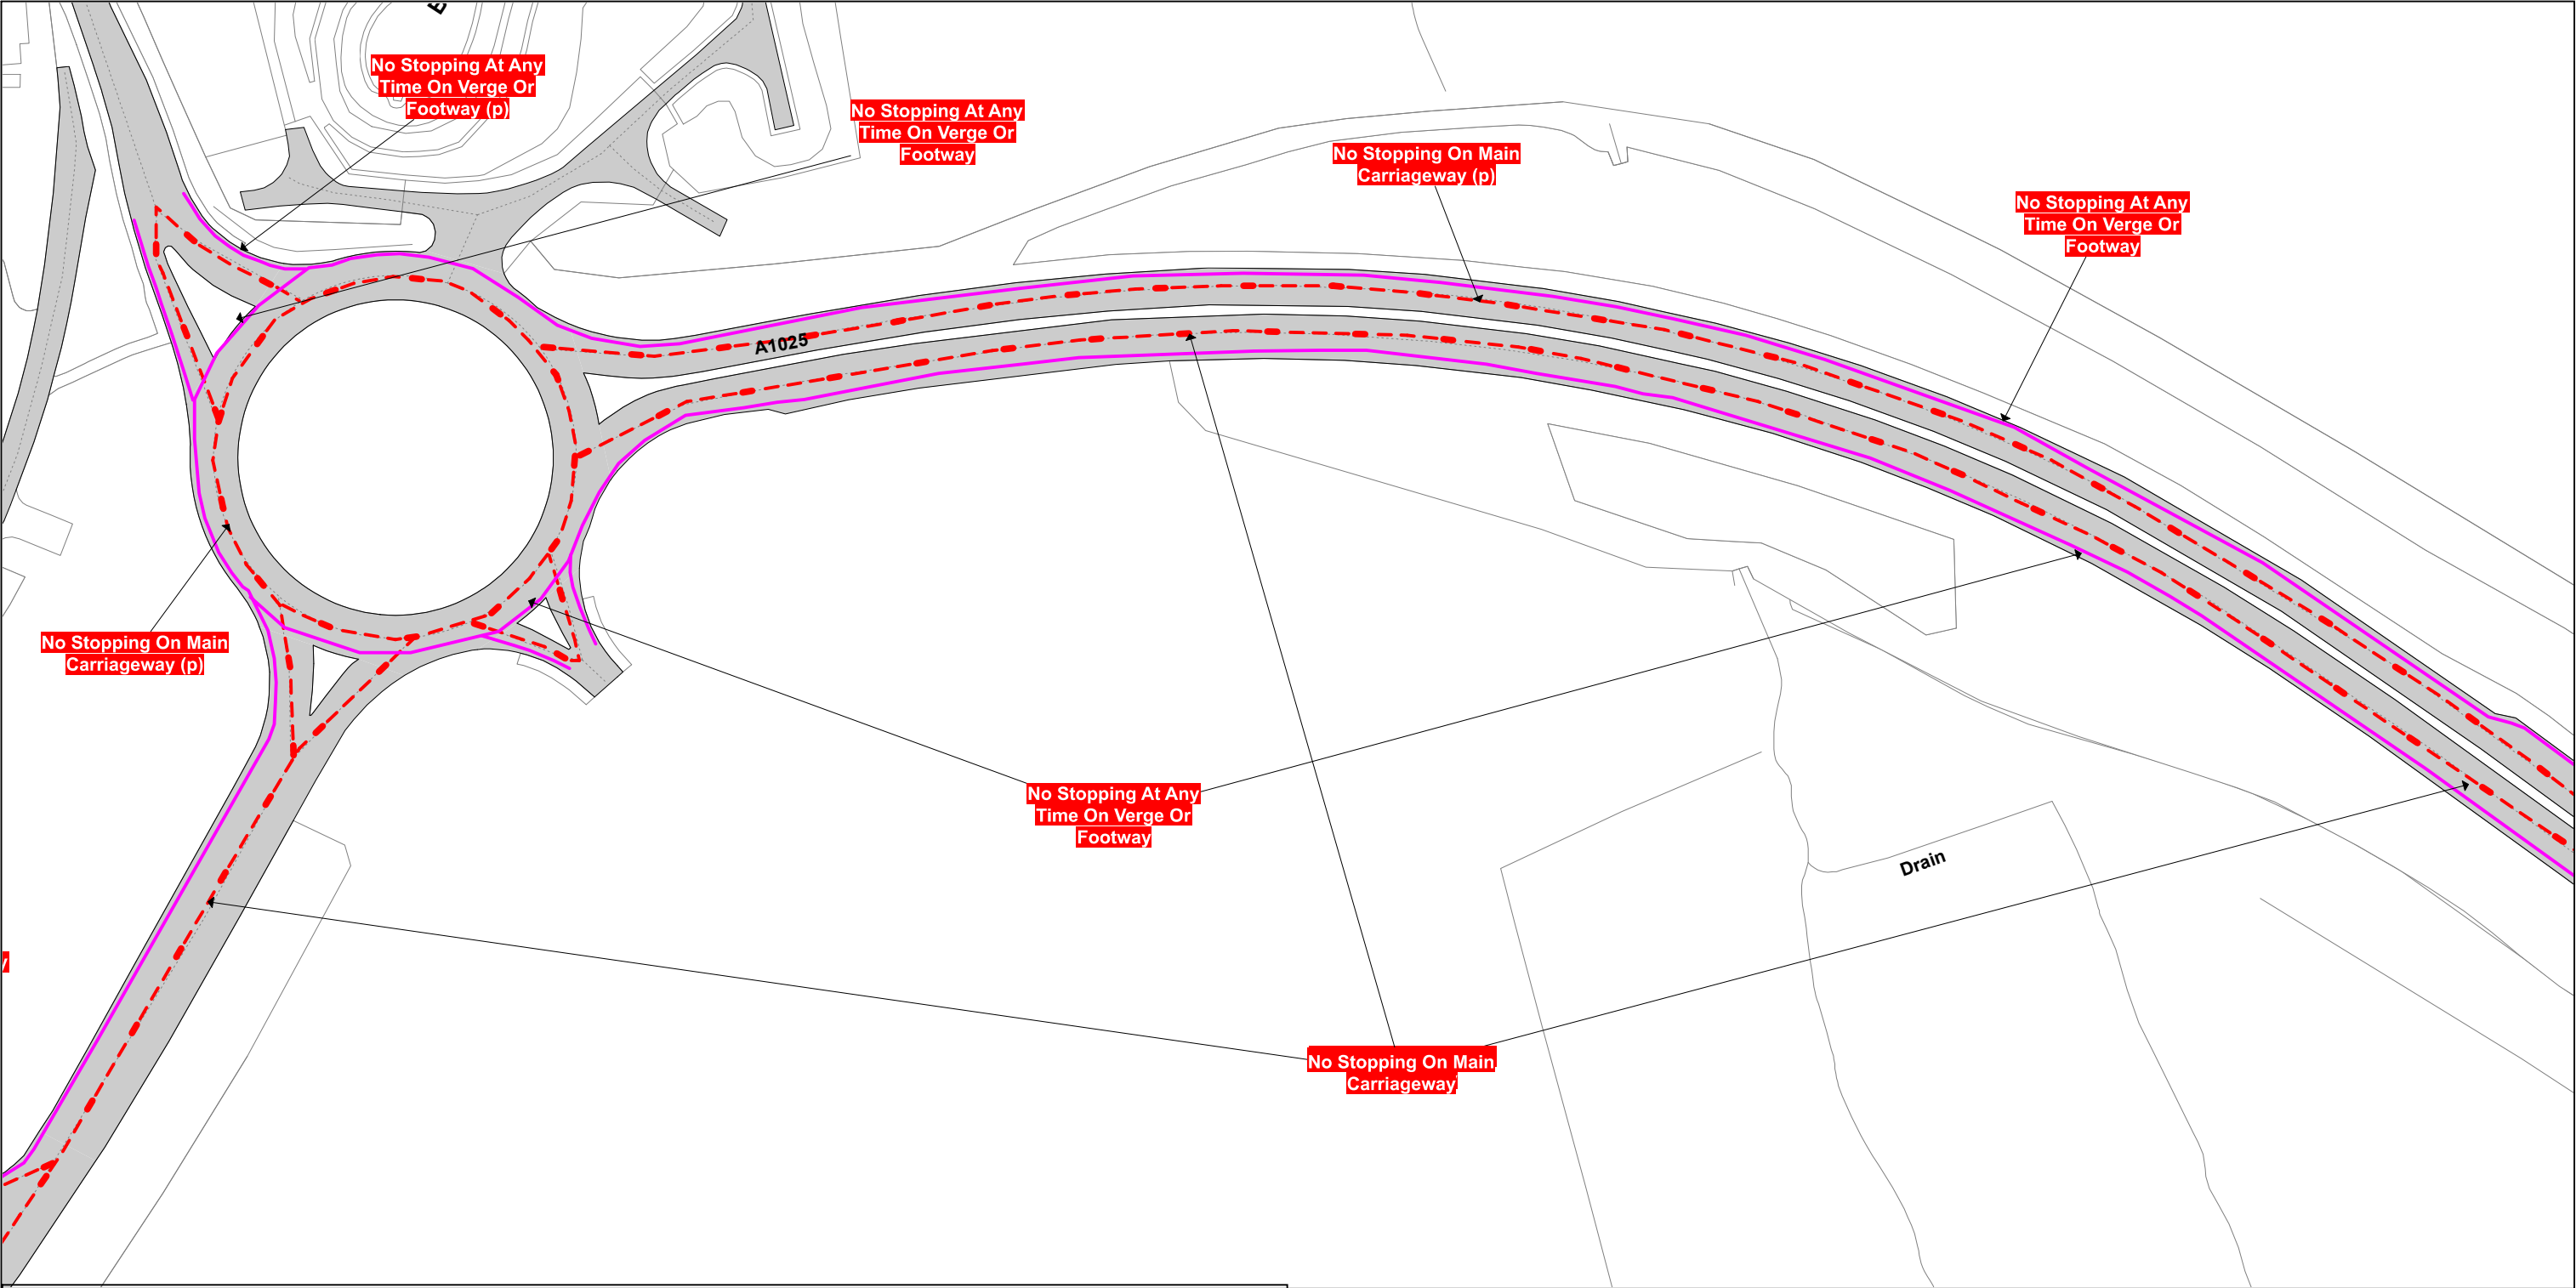 No Stopping At Any
Time On Verge Or
Footway (p)
No Stopping At Any
Time On Verge Or
Footway
No Stopping On Main
Carriageway (p)
No Stopping At Any
Time On Verge Or
Footway
A1025
No Stopping On Main
Carriageway (p)
No Stopping At Any
Time On Verge Or
Footway
Drain
No Stopping On Main
Carriageway